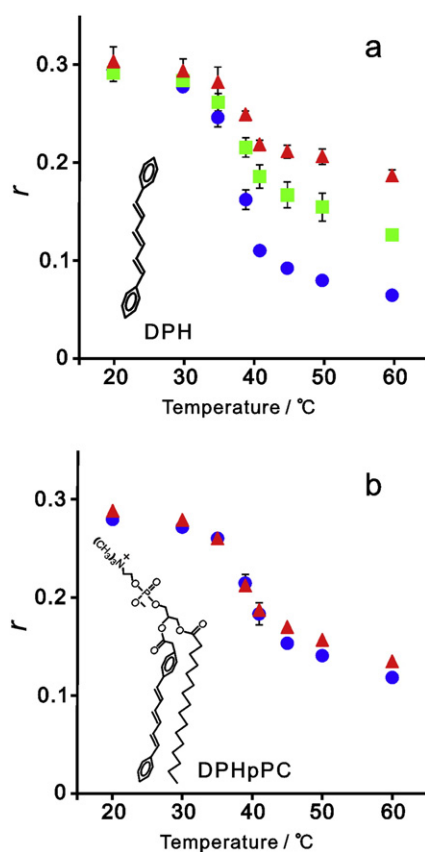 a
0.3
0.2
r
0.1
0
DPH
20 30 40 50 60
Temperature / °C
b
0.3
(CH₃)₃N
+
O
P
O
O
O
O
O
O
O
0.2
r
0.1
0
DPHpPC
20 30 40 50 60
Temperature / °C